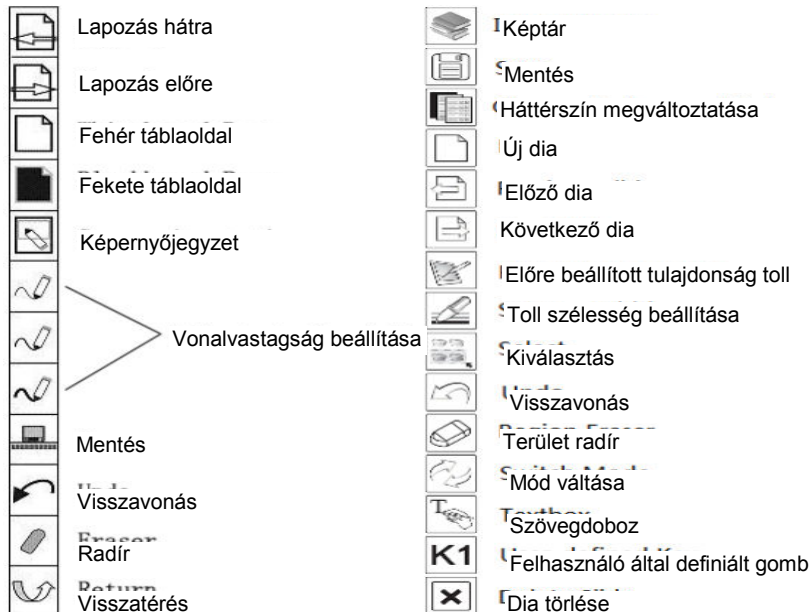 Lapozás hátra
Lapozás előre
Fehér táblaoldal
Fekete táblaoldal
Képernyőjegyzet
Vonalvastagság beállítása
Mentés
Visszavonás
Radír
Visszatérés
Képtár
Mentés
Háttérszín megváltoztatása
Új dia
Előző dia
Következő dia
Előre beállított tulajdonság toll
Toll szélesség beállítása
Kiválasztás
Visszavonás
Terület radír
Mód váltása
T
Szövegdoboz
K1
Felhasználó által definiált gomb
Dia törlése